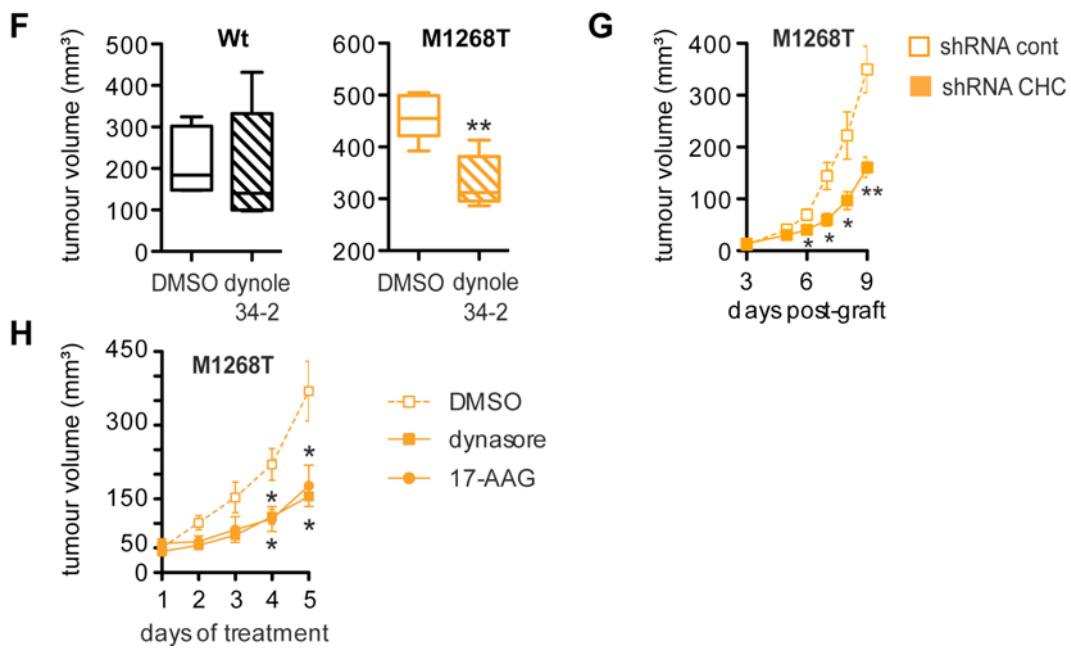 F
Wt
tumour volume (mm³)
500
400
300
200
100
0
DMSO dynole
34-2
M1268T
600
**
500
400
300
200
DMSO dynole
34-2
G
M1268T
tumour volume (mm³)
400
300
200
100
0
*
*
*
**
3 6 9
days post-graft
shRNA cont
shRNA CHC
H
M1268T
tumour volume (mm³)
450
300
150
50
0
*
*
*
*
1 2 3 4 5
days of treatment
DMSO
dynasore
17-AAG